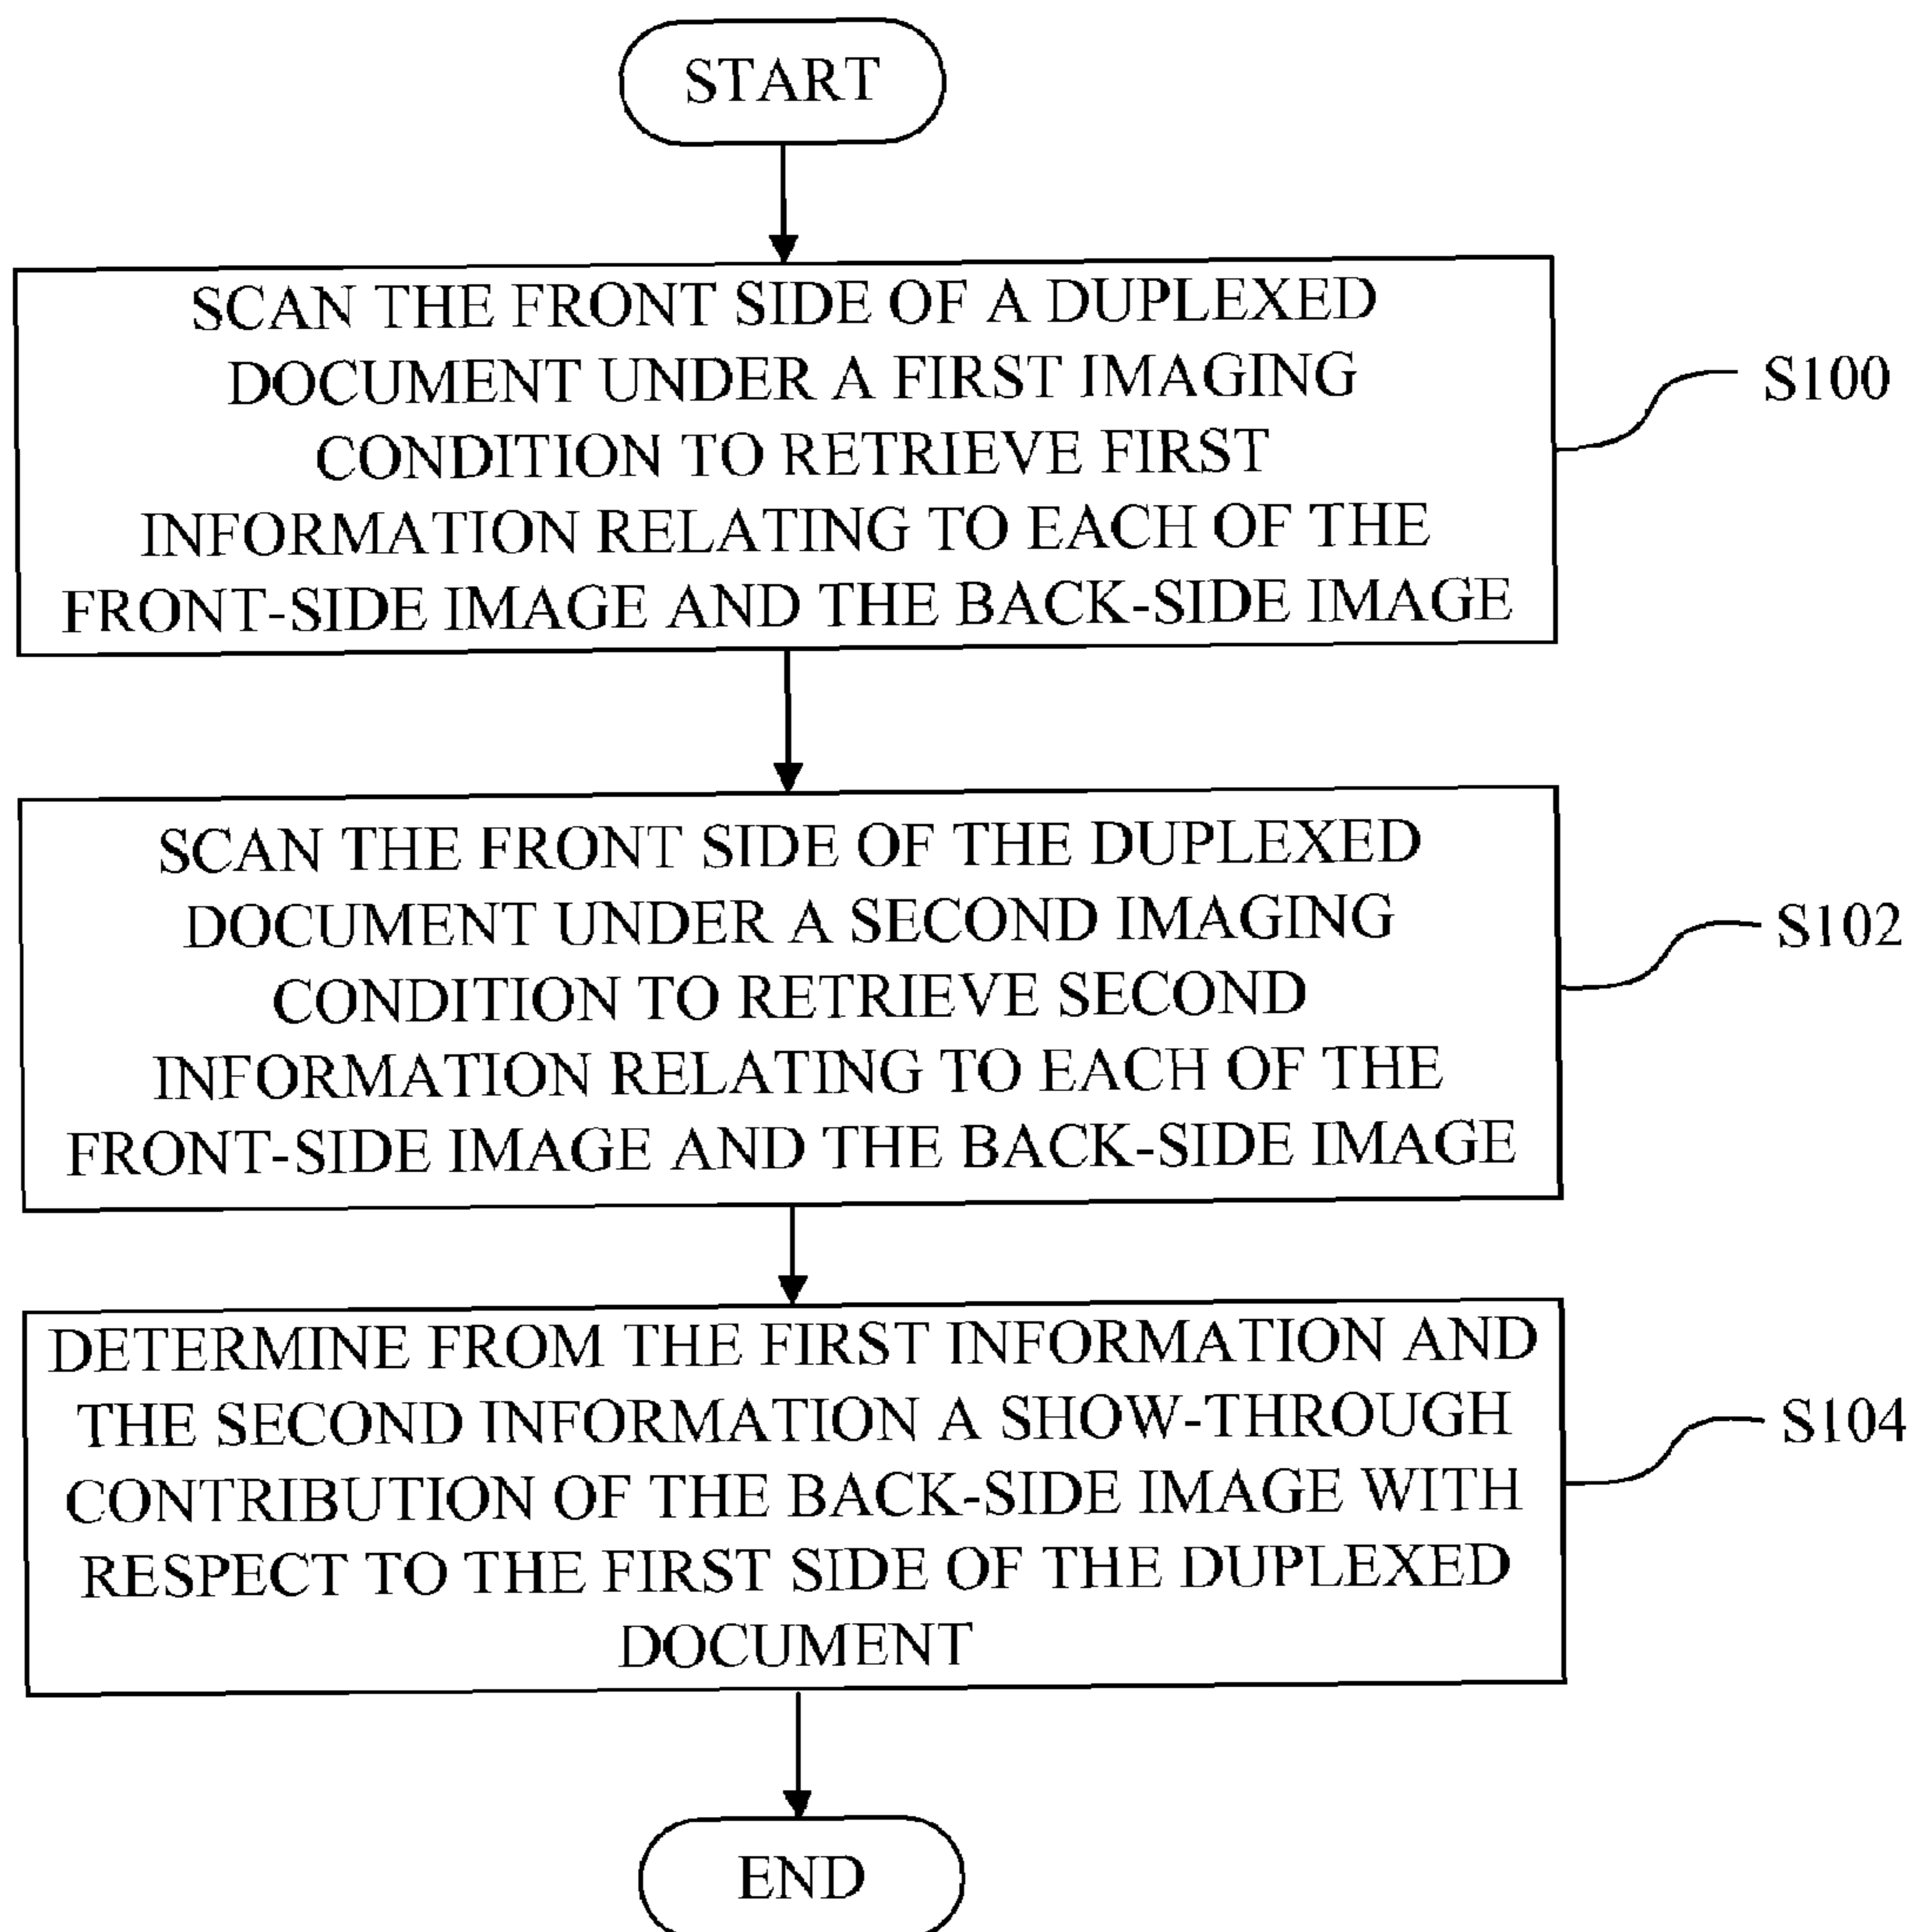 START
SCAN THE FRONT SIDE OF A DUPLEXED
DOCUMENT UNDER A FIRST IMAGING
CONDITION TO RETRIEVE FIRST
INFORMATION RELATING TO EACH OF THE
FRONT-SIDE IMAGE AND THE BACK-SIDE IMAGE
S100
SCAN THE FRONT SIDE OF THE DUPLEXED
DOCUMENT UNDER A SECOND IMAGING
CONDITION TO RETRIEVE SECOND
INFORMATION RELATING TO EACH OF THE
FRONT-SIDE IMAGE AND THE BACK-SIDE IMAGE
S102
DETERMINE FROM THE FIRST INFORMATION AND
THE SECOND INFORMATION A SHOW-THROUGH
CONTRIBUTION OF THE BACK-SIDE IMAGE WITH
RESPECT TO THE FIRST SIDE OF THE DUPLEXED
DOCUMENT
S104
END